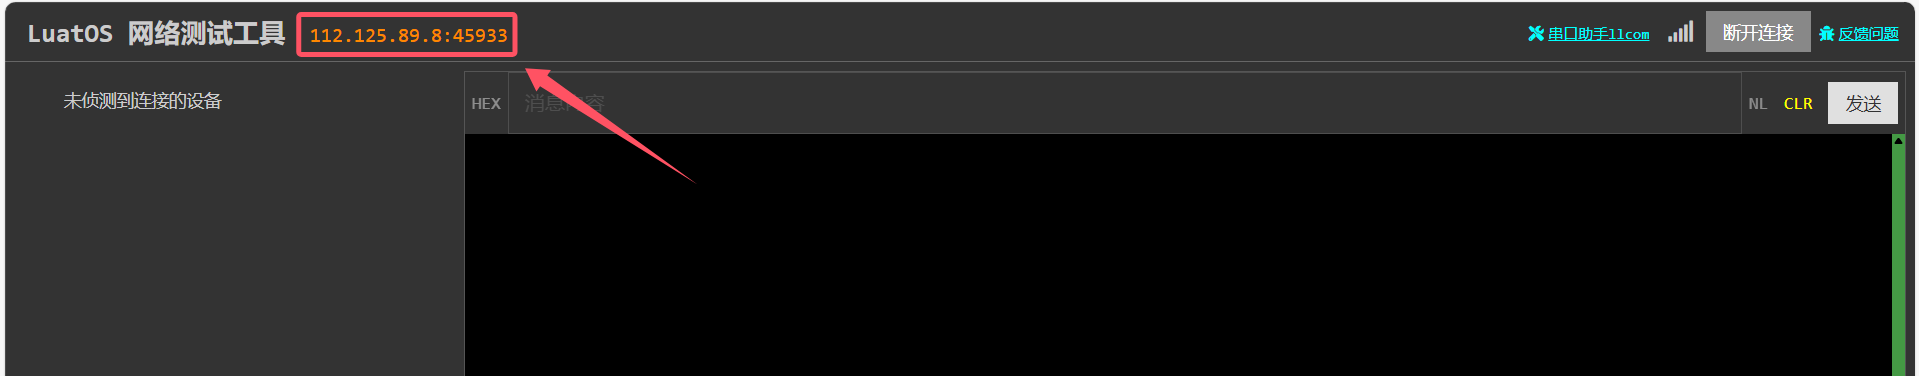 LuatOS 网络测试工具 112.125.89.8:45933 串口助手llcom 断开连接 反馈问题
未侦测到连接的设备
HEX 消息内容 NL CLR 发送